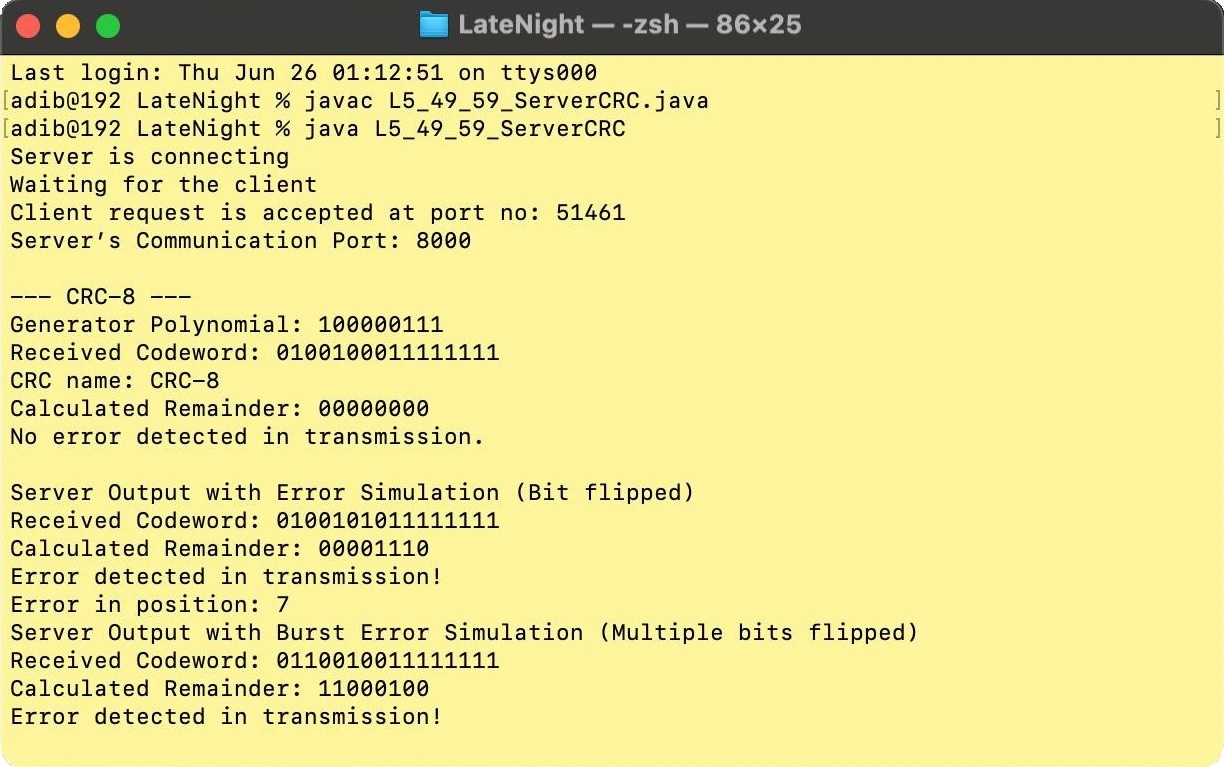 LateNight — -zsh — 86×25
Last login: Thu Jun 26 01:12:51 on ttys000
[adib@192 LateNight % javac L5_49_59_ServerCRC.java ]
[adib@192 LateNight % java L5_49_59_ServerCRC ]
Server is connecting
Waiting for the client
Client request is accepted at port no: 51461
Server’s Communication Port: 8000
--- CRC-8 ---
Generator Polynomial: 100000111
Received Codeword: 0100100011111111
CRC name: CRC-8
Calculated Remainder: 00000000
No error detected in transmission.
Server Output with Error Simulation (Bit flipped)
Received Codeword: 0100101011111111
Calculated Remainder: 00001110
Error detected in transmission!
Error in position: 7
Server Output with Burst Error Simulation (Multiple bits flipped)
Received Codeword: 0110010011111111
Calculated Remainder: 11000100
Error detected in transmission!